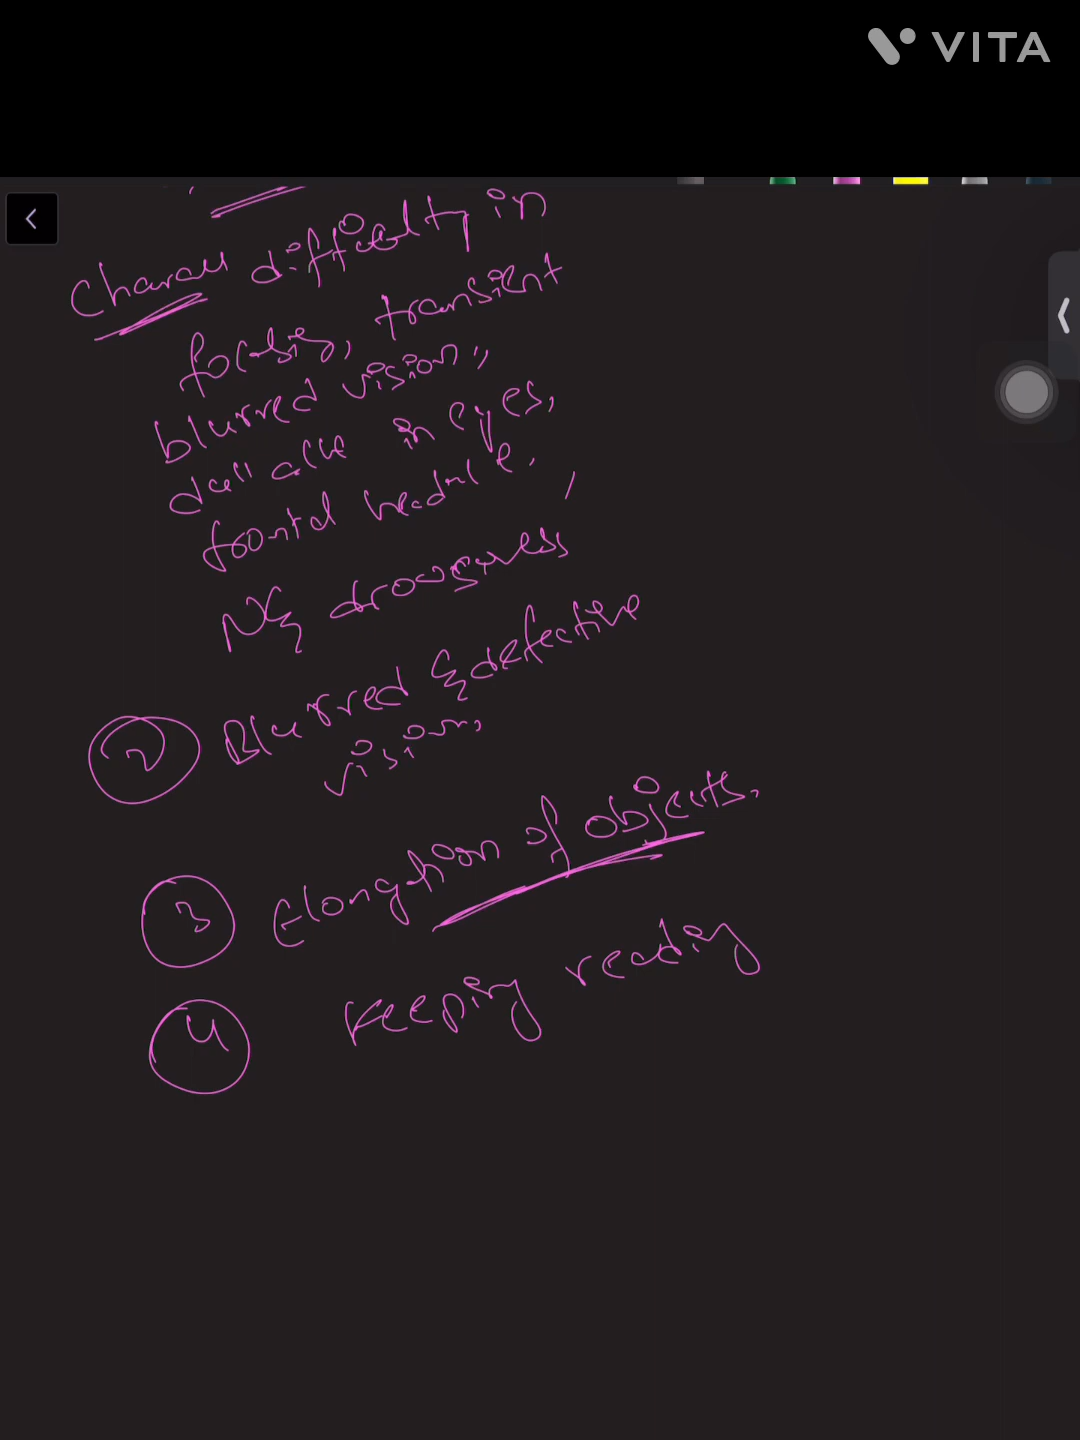 VITA
difficulty in
focusing, transient
blurred vision,,
dull ache in eyes,
frontal headache,
N & drowsiness
② Blurred & defective
vision,
③ Elongation of objects.
④ Keeping reading